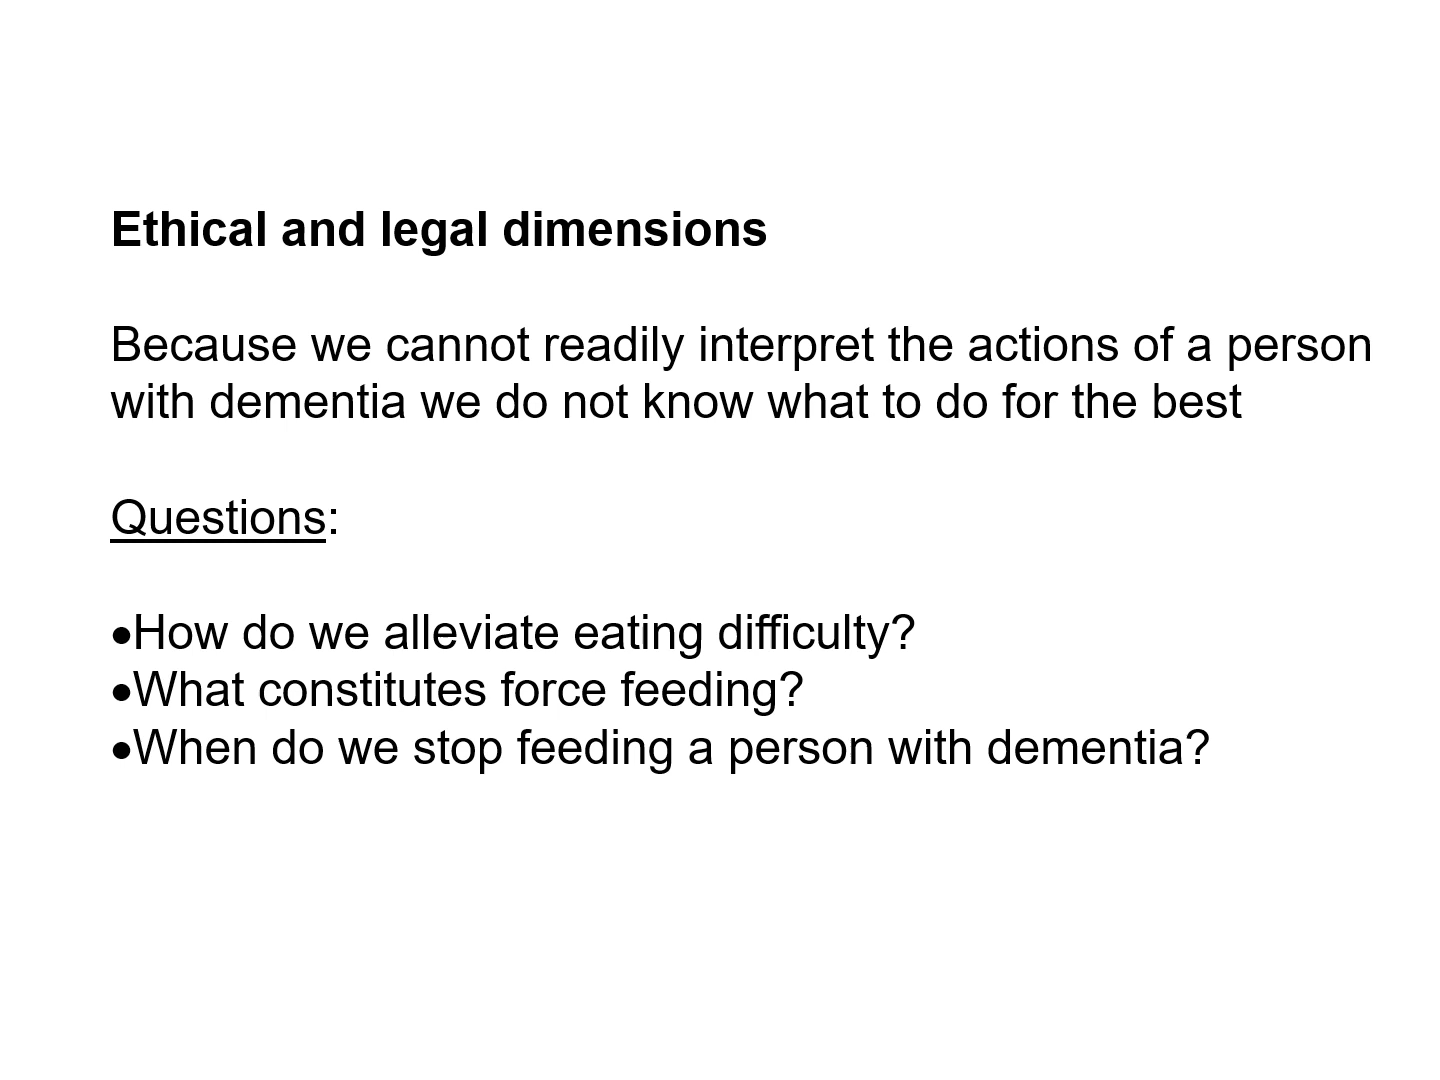 Ethical and legal dimensions
Because we cannot readily interpret the actions of a person
with dementia we do not know what to do for the best
Questions:
•How do we alleviate eating difficulty?
•What constitutes force feeding?
•When do we stop feeding a person with dementia?